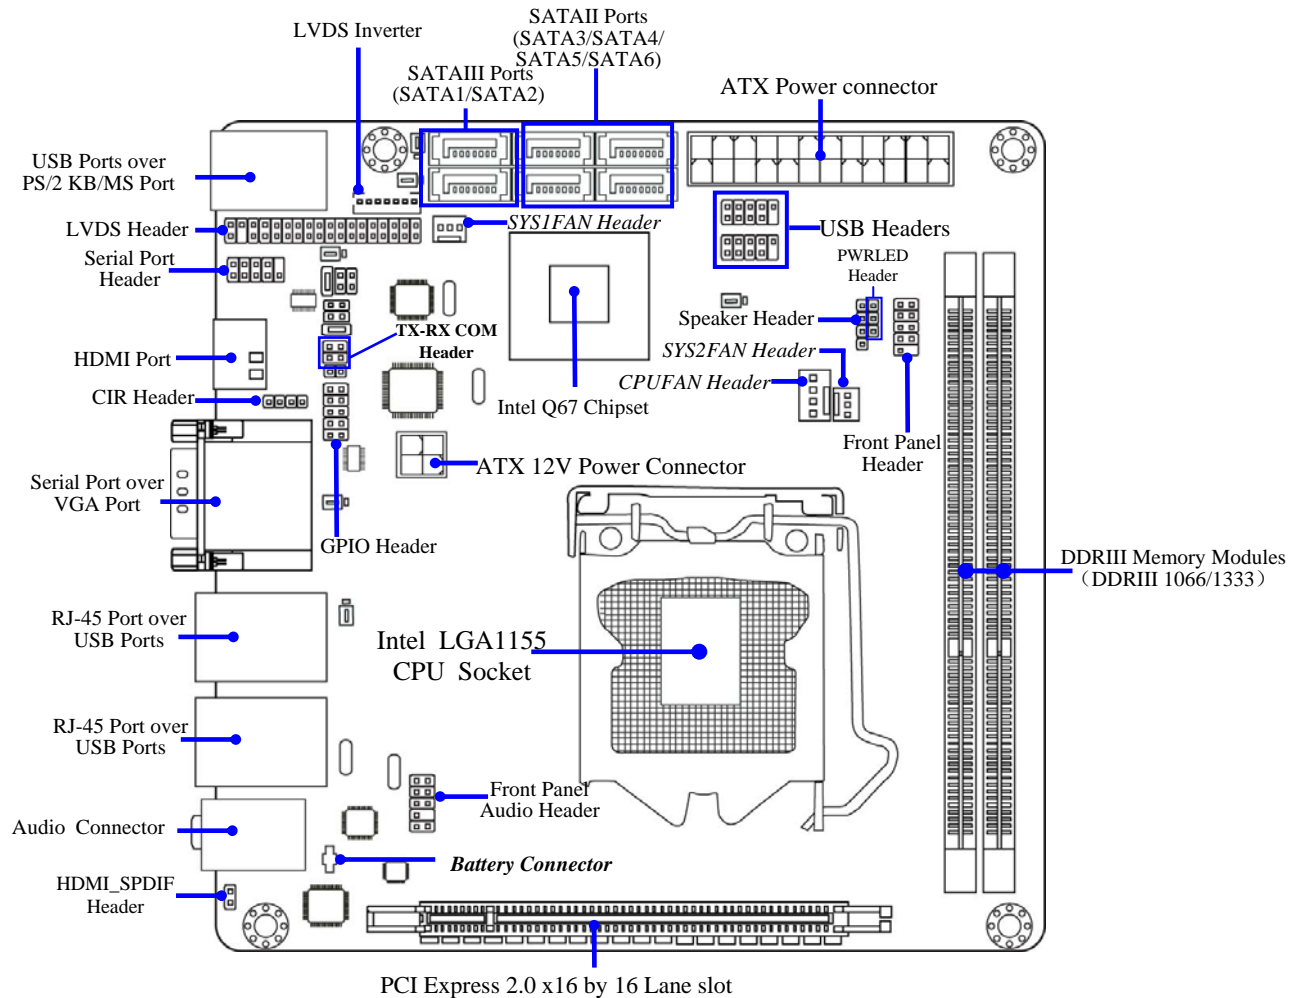 SATAII Ports
(SATA3/SATA4/
SATA5/SATA6)
LVDS Inverter
SATAIII Ports
(SATA1/SATA2)
ATX Power connector
USB Ports over
PS/2 KB/MS Port
LVDS Header
SYS1FAN Header
USB Headers
Serial Port
Header
PWRLED
Header
TX-RX COM
Header
Speaker Header
HDMI Port
SYS2FAN Header
CPUFAN Header
CIR Header
Intel Q67 Chipset
Front Panel
Header
ATX 12V Power Connector
Serial Port over
VGA Port
GPIO Header
DDRIII Memory Modules
（DDRIII 1066/1333）
RJ-45 Port over
USB Ports
Intel LGA1155
CPU Socket
RJ-45 Port over
USB Ports
Front Panel
Audio Header
Audio Connector
Battery Connector
HDMI_SPDIF
Header
PCI Express 2.0 x16 by 16 Lane slot